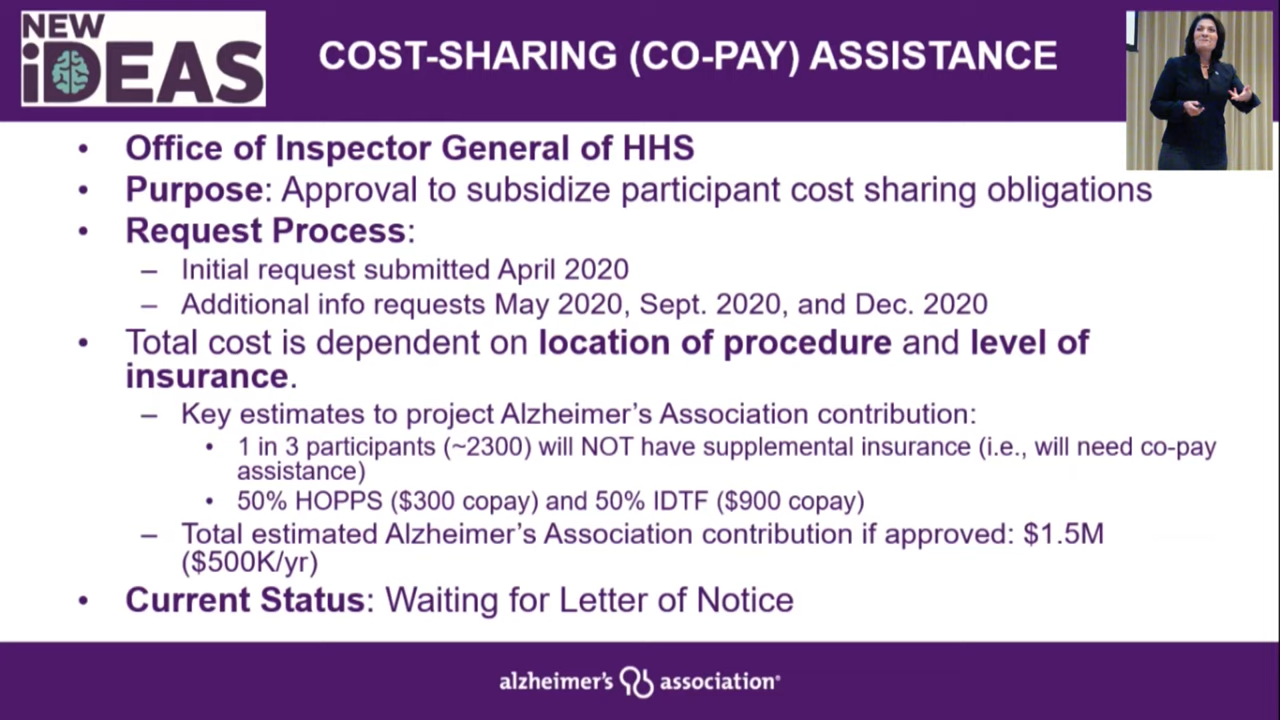 NEW
iDEAS
COST-SHARING (CO-PAY) ASSISTANCE
• Office of Inspector General of HHS
• Purpose: Approval to subsidize participant cost sharing obligations
• Request Process:
– Initial request submitted April 2020
– Additional info requests May 2020, Sept. 2020, and Dec. 2020
• Total cost is dependent on location of procedure and level of
insurance.
– Key estimates to project Alzheimer's Association contribution:
• 1 in 3 participants (~2300) will NOT have supplemental insurance (i.e., will need co-pay
assistance)
• 50% HOPPS ($300 copay) and 50% IDTF ($900 copay)
– Total estimated Alzheimer's Association contribution if approved: $1.5M
($500K/yr)
• Current Status: Waiting for Letter of Notice
alzheimer's association®